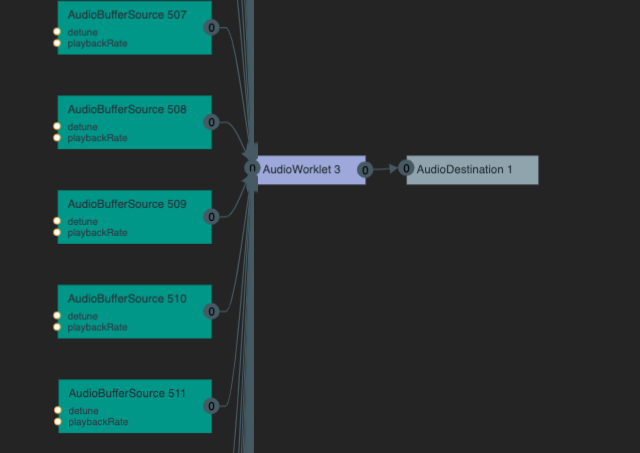 AudioBufferSource 507
0
detune
playbackRate
AudioBufferSource 508
0
detune
playbackRate
0 AudioWorklet 3 0
0 AudioDestination 1
AudioBufferSource 509
0
detune
playbackRate
AudioBufferSource 510
0
detune
playbackRate
AudioBufferSource 511
0
detune
playbackRate